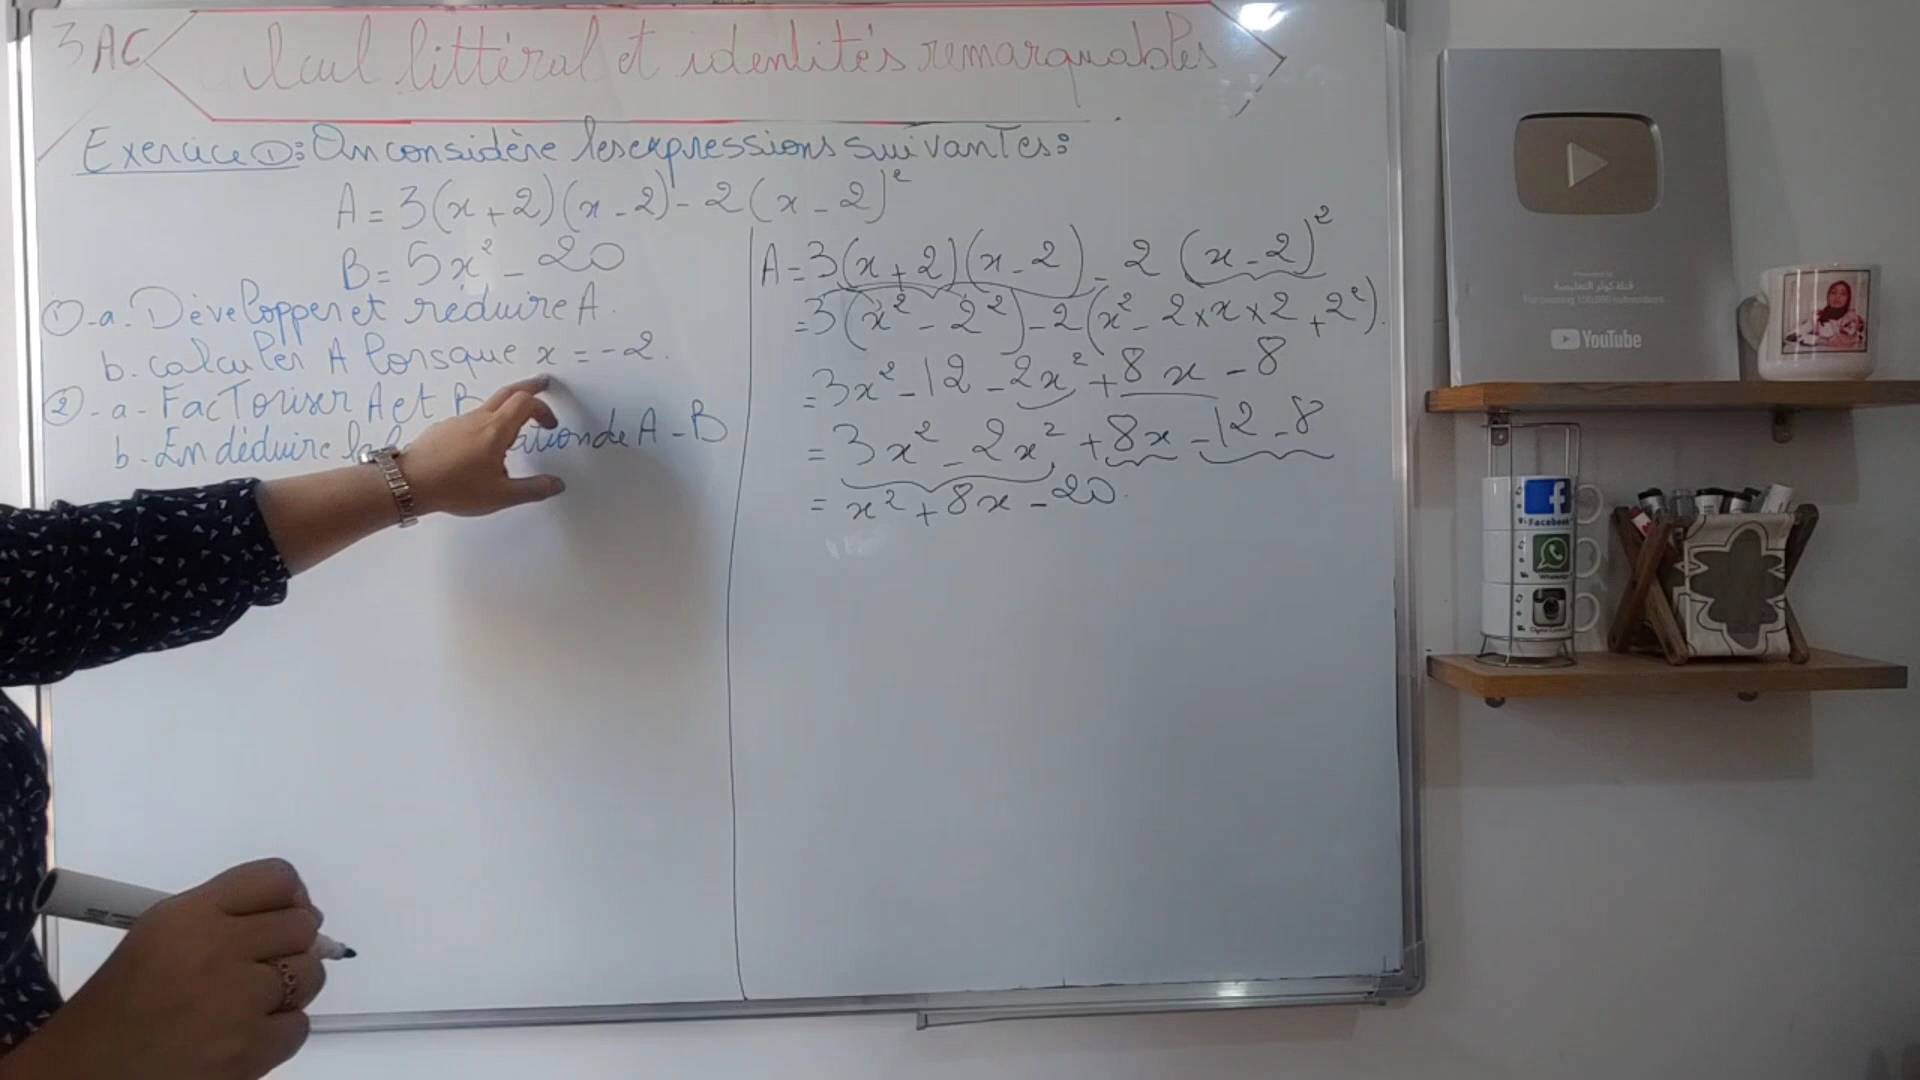 3AC
lcul littéral et identités remarquables
Exercice ①: On considère les expressions suivantes:
A = 3(x+2)(x-2) - 2(x-2)²
B = 5x² - 20
①-a- Développer et réduire A.
b. calculer A lorsque x = -2.
②-a- Factoriser A et B
b. En déduire la ation de A - B
A = 3(x+2)(x-2) - 2(x-2)²
= 3(x² - 2²) - 2(x² - 2×x×2 + 2²).
= 3x² - 12 - 2x² + 8x - 8
= 3x² - 2x² + 8x - 12 - 8
= x² + 8x - 20.
YouTube
Facebook
WhatsApp